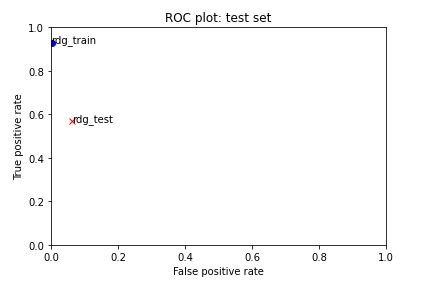 ROC plot: test set
1.0
rdg_train
0.8
0.6
rdg_test
0.4
0.2
0.0
0.0 0.2 0.4 0.6 0.8 1.0
True positive rate
False positive rate